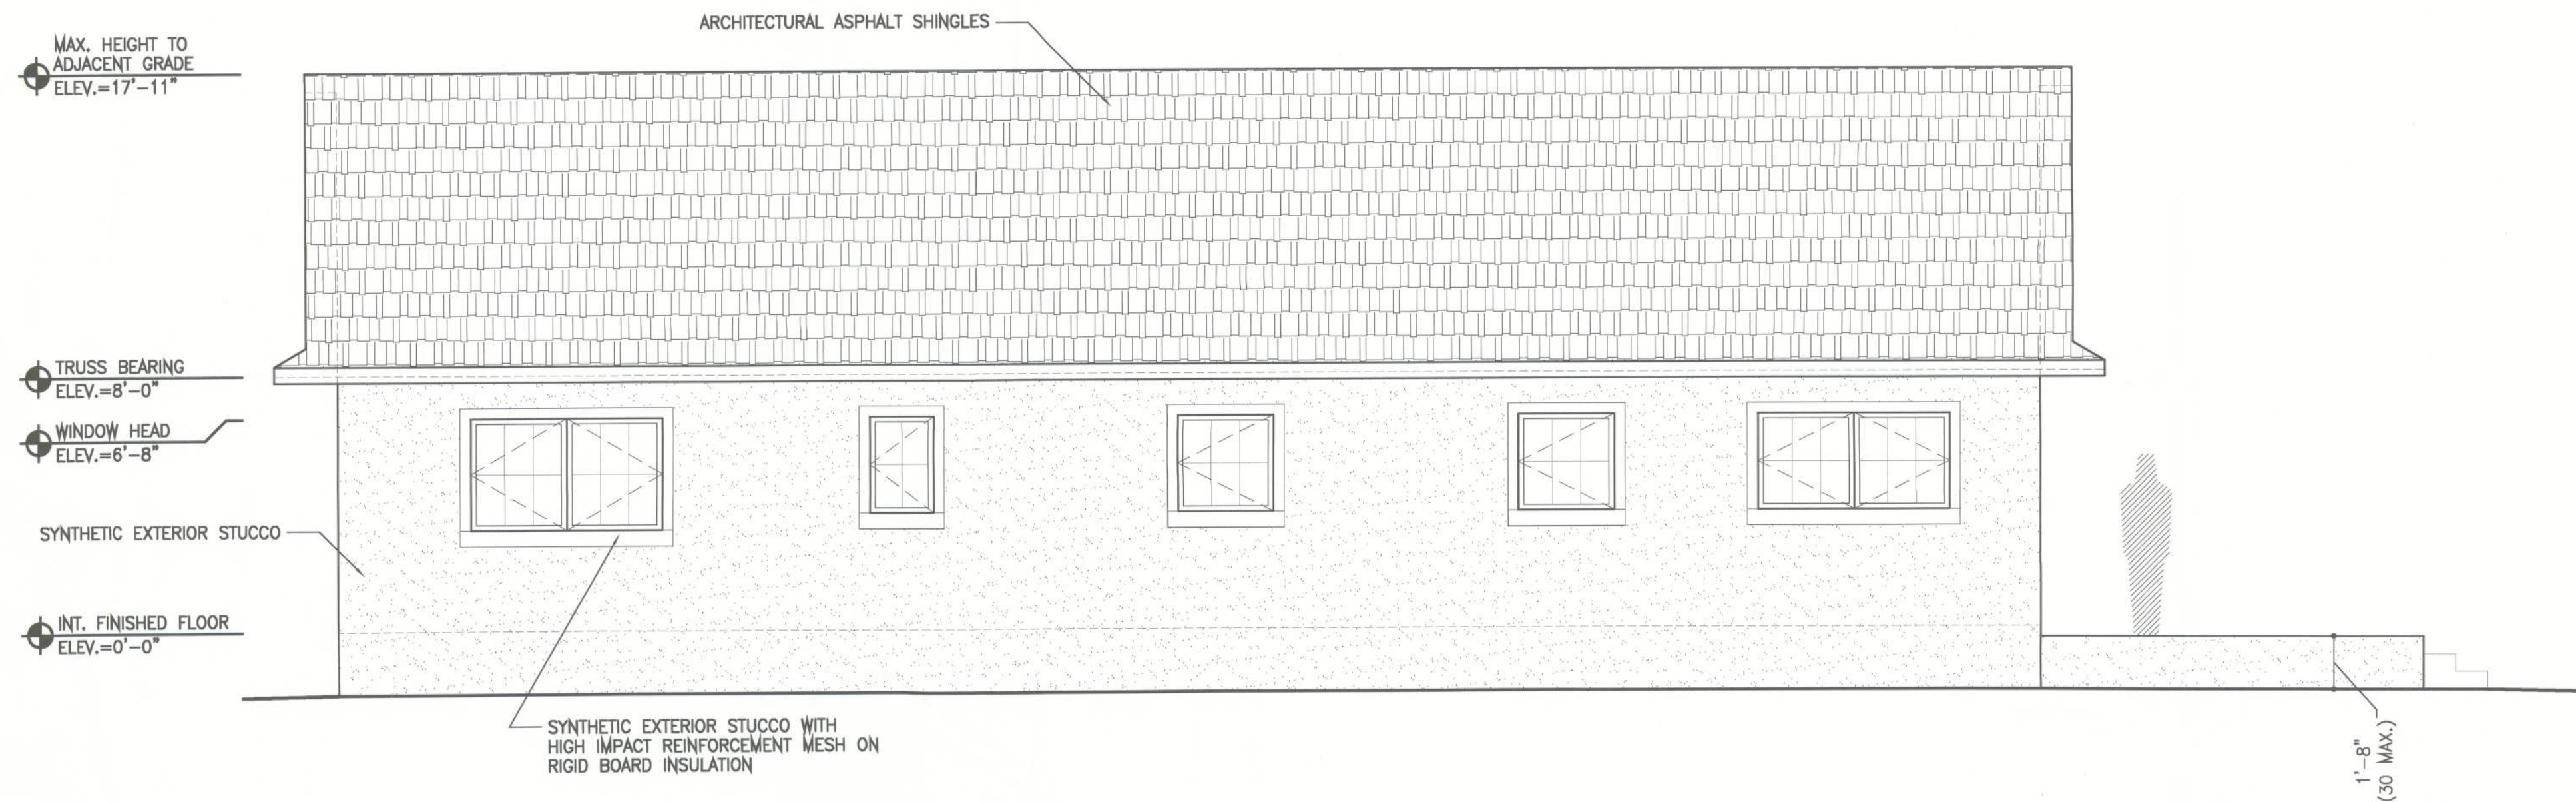 ARCHITECTURAL ASPHALT SHINGLES
MAX. HEIGHT TO
ADJACENT GRADE
ELEV.=17'-11"
TRUSS BEARING
ELEV.=8'-0"
WINDOW HEAD
ELEV.=6'-8"
SYNTHETIC EXTERIOR STUCCO
INT. FINISHED FLOOR
ELEV.=0'-0"
SYNTHETIC EXTERIOR STUCCO WITH
HIGH IMPACT REINFORCEMENT MESH ON
RIGID BOARD INSULATION
1'-8"
(30 MAX.)